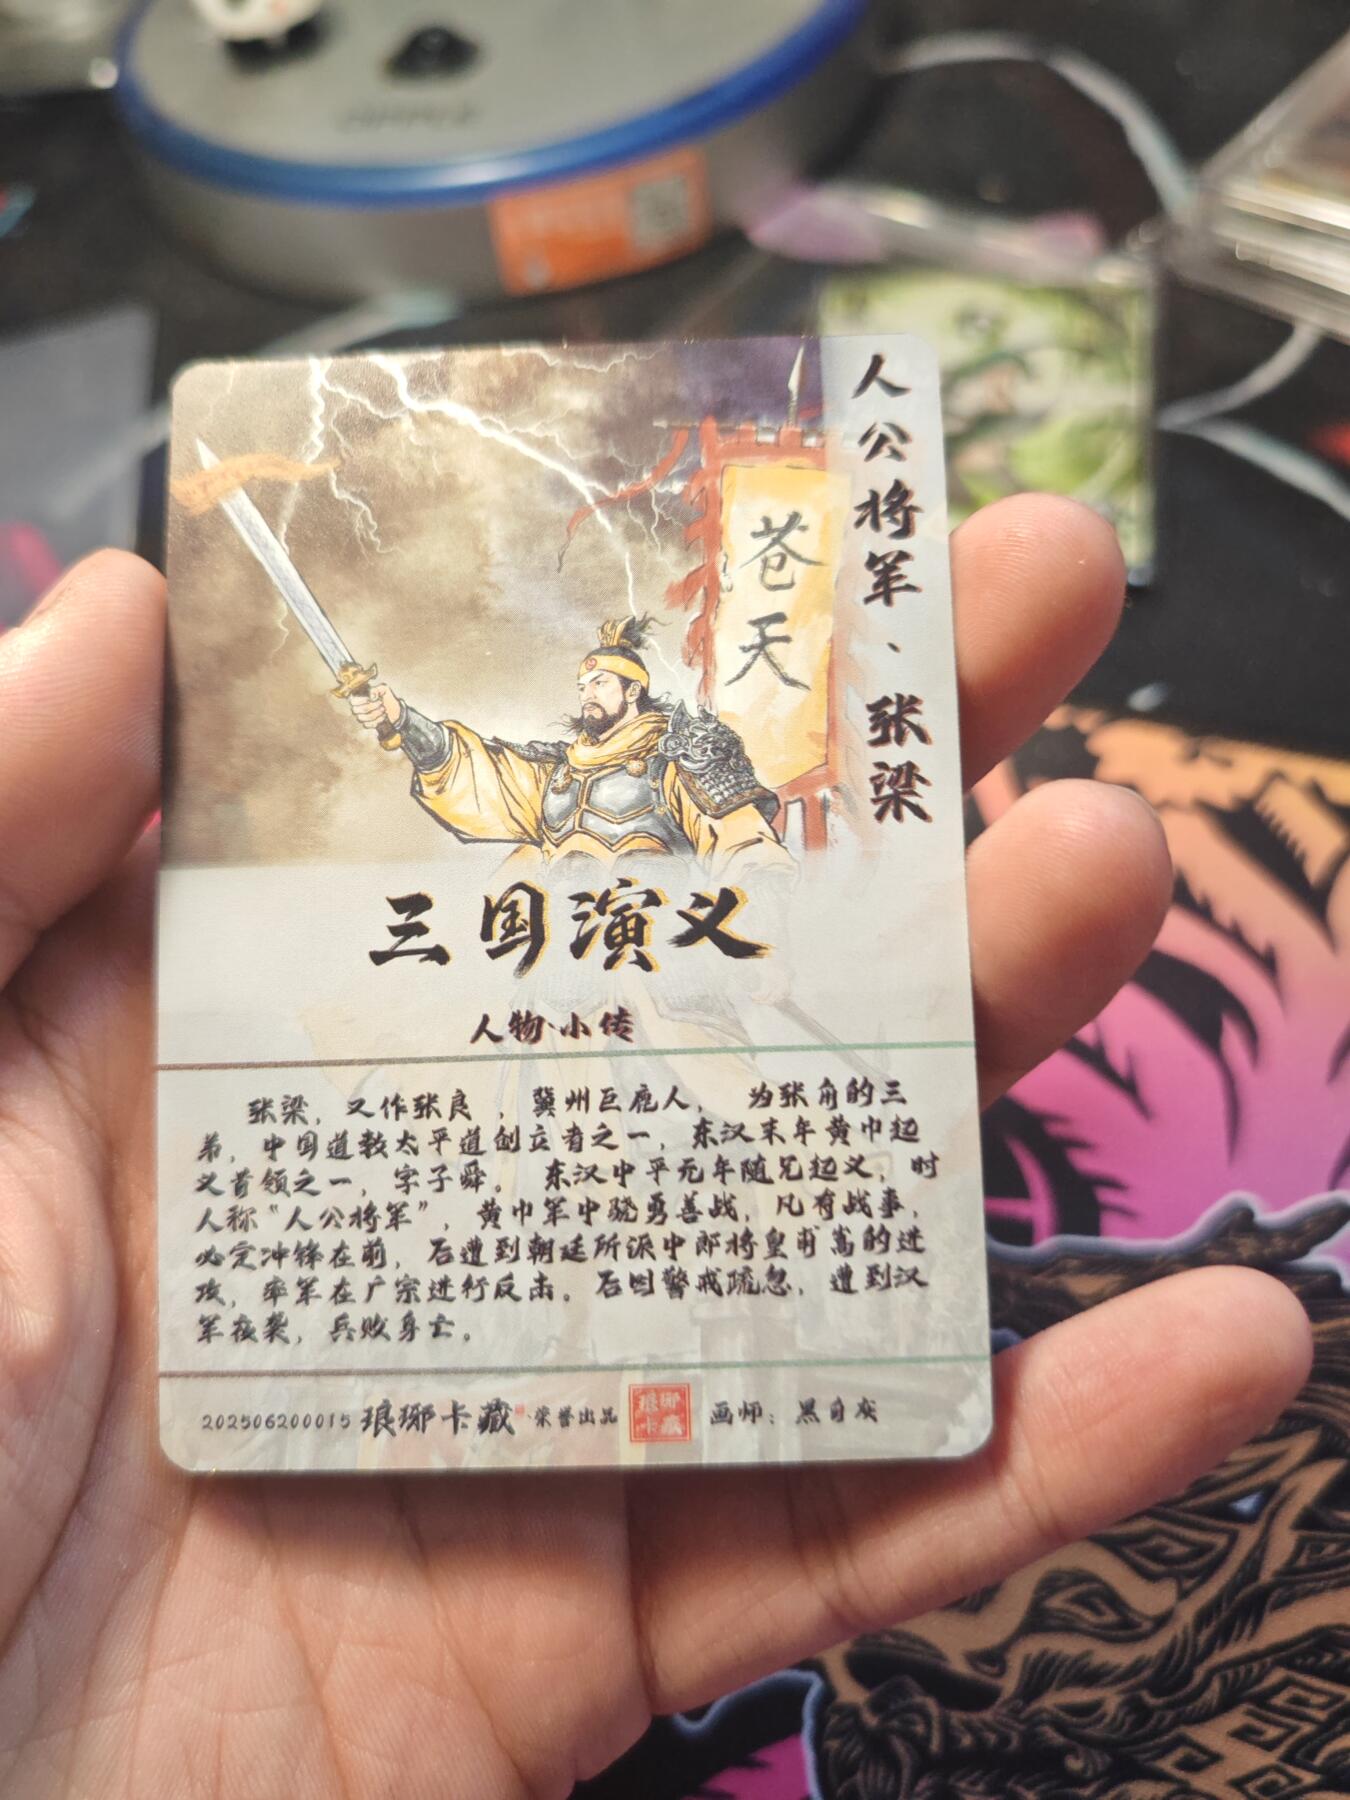 人公将军·张梁
苍天
三国演义
人物·小传
张梁，又作张良，冀州巨鹿人，为张角的三
弟，中国道教太平道创立者之一，东汉末年黄巾起
义首领之一，字子舜。东汉中平元年随兄起义，时
人称“人公将军”，黄巾军中骁勇善战，凡有战事，
必定冲锋在前，后遭到朝廷所派中郎将皇甫嵩的进
攻，率军在广宗进行反击。后因警戒疏忽，遭到汉
军夜袭，兵败身亡。
202506200015 琅琊卡藏·荣誉出品 琅琊卡藏 画师：黑白灰